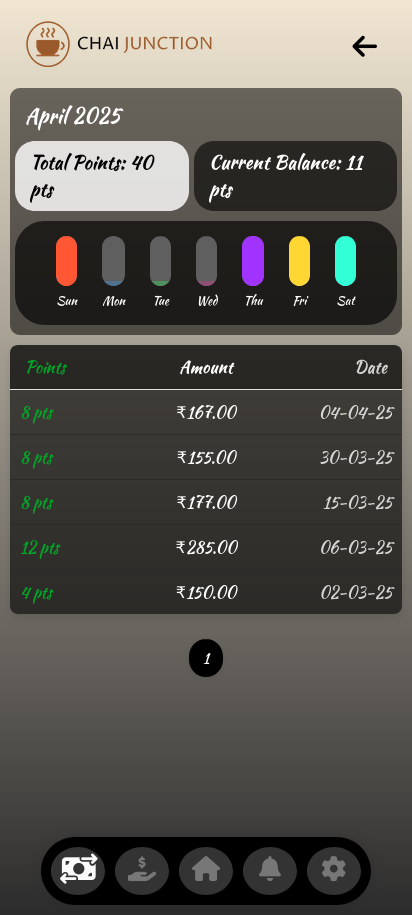 CHAI JUNCTION
April 2025
Total Points: 40 pts
Current Balance: 11 pts
Sun Mon Tue Wed Thu Fri Sat
Points Amount Date
8 pts ₹167.00 04-04-25
8 pts ₹155.00 30-03-25
8 pts ₹177.00 15-03-25
12 pts ₹285.00 06-03-25
4 pts ₹150.00 02-03-25
1